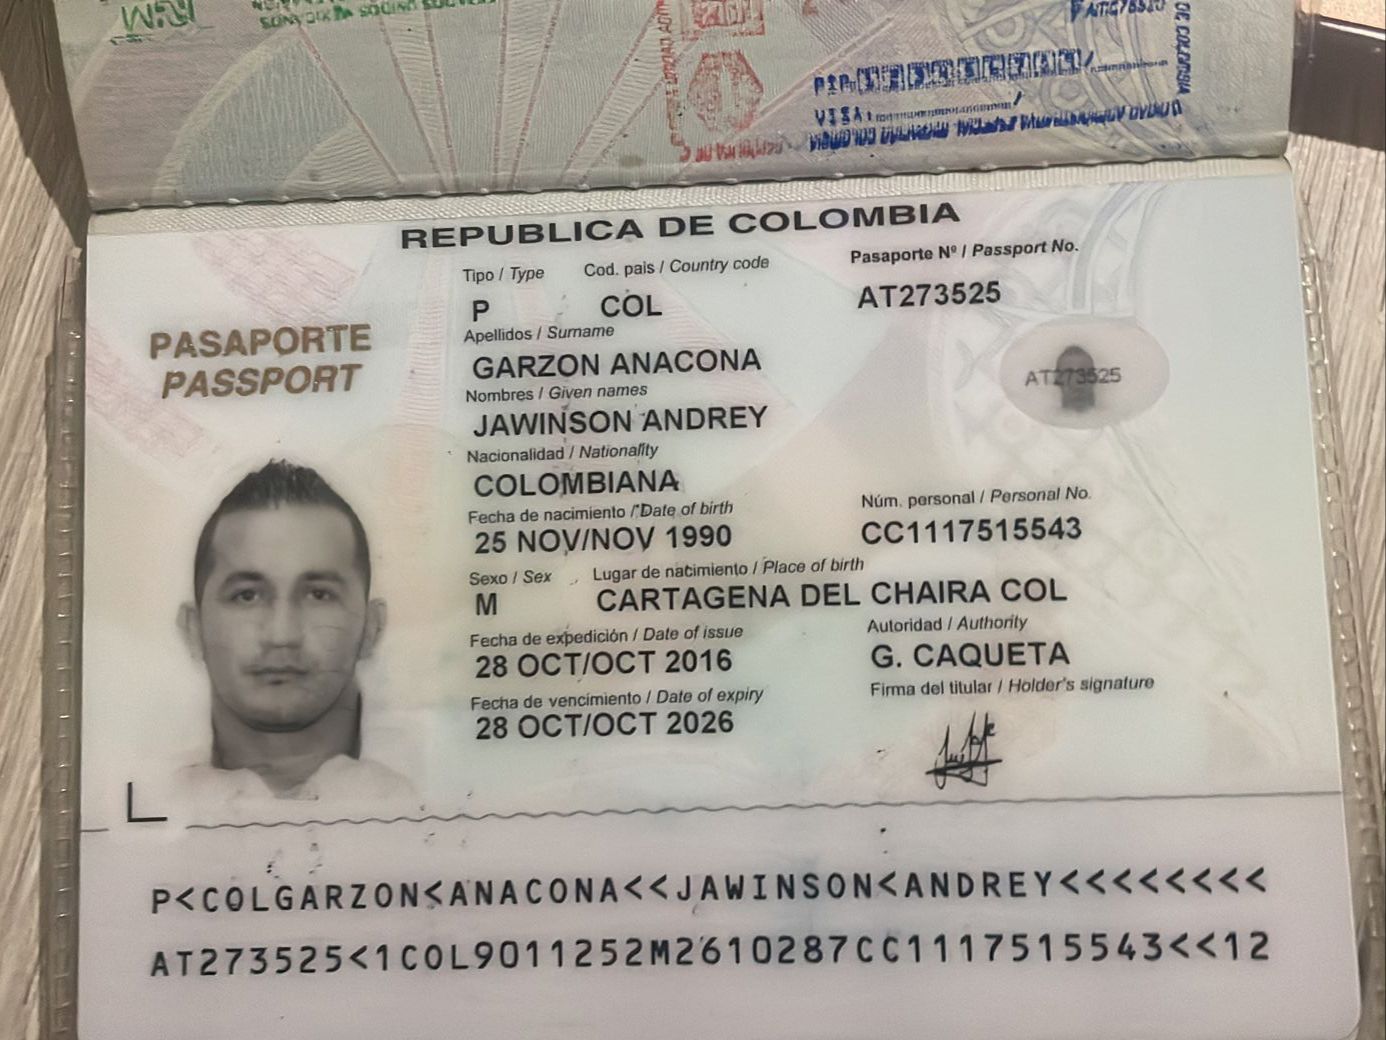 REPUBLICA DE COLOMBIA
Tipo / Type Cod. pais / Country code Pasaporte Nº / Passport No.
P COL AT273525
PASAPORTE
PASSPORT
Apellidos / Surname
GARZON ANACONA
AT273525
Nombres / Given names
JAWINSON ANDREY
Nacionalidad / Nationality
COLOMBIANA
Fecha de nacimiento / Date of birth Núm. personal / Personal No.
25 NOV/NOV 1990 CC1117515543
Sexo / Sex Lugar de nacimiento / Place of birth
M CARTAGENA DEL CHAIRA COL
Fecha de expedición / Date of issue Autoridad / Authority
28 OCT/OCT 2016 G. CAQUETA
Fecha de vencimiento / Date of expiry Firma del titular / Holder's signature
28 OCT/OCT 2026
P<COLGARZON<ANACONA<<JAWINSON<ANDREY<<<<<<<<
AT273525<1COL9011252M2610287CC1117515543<<12